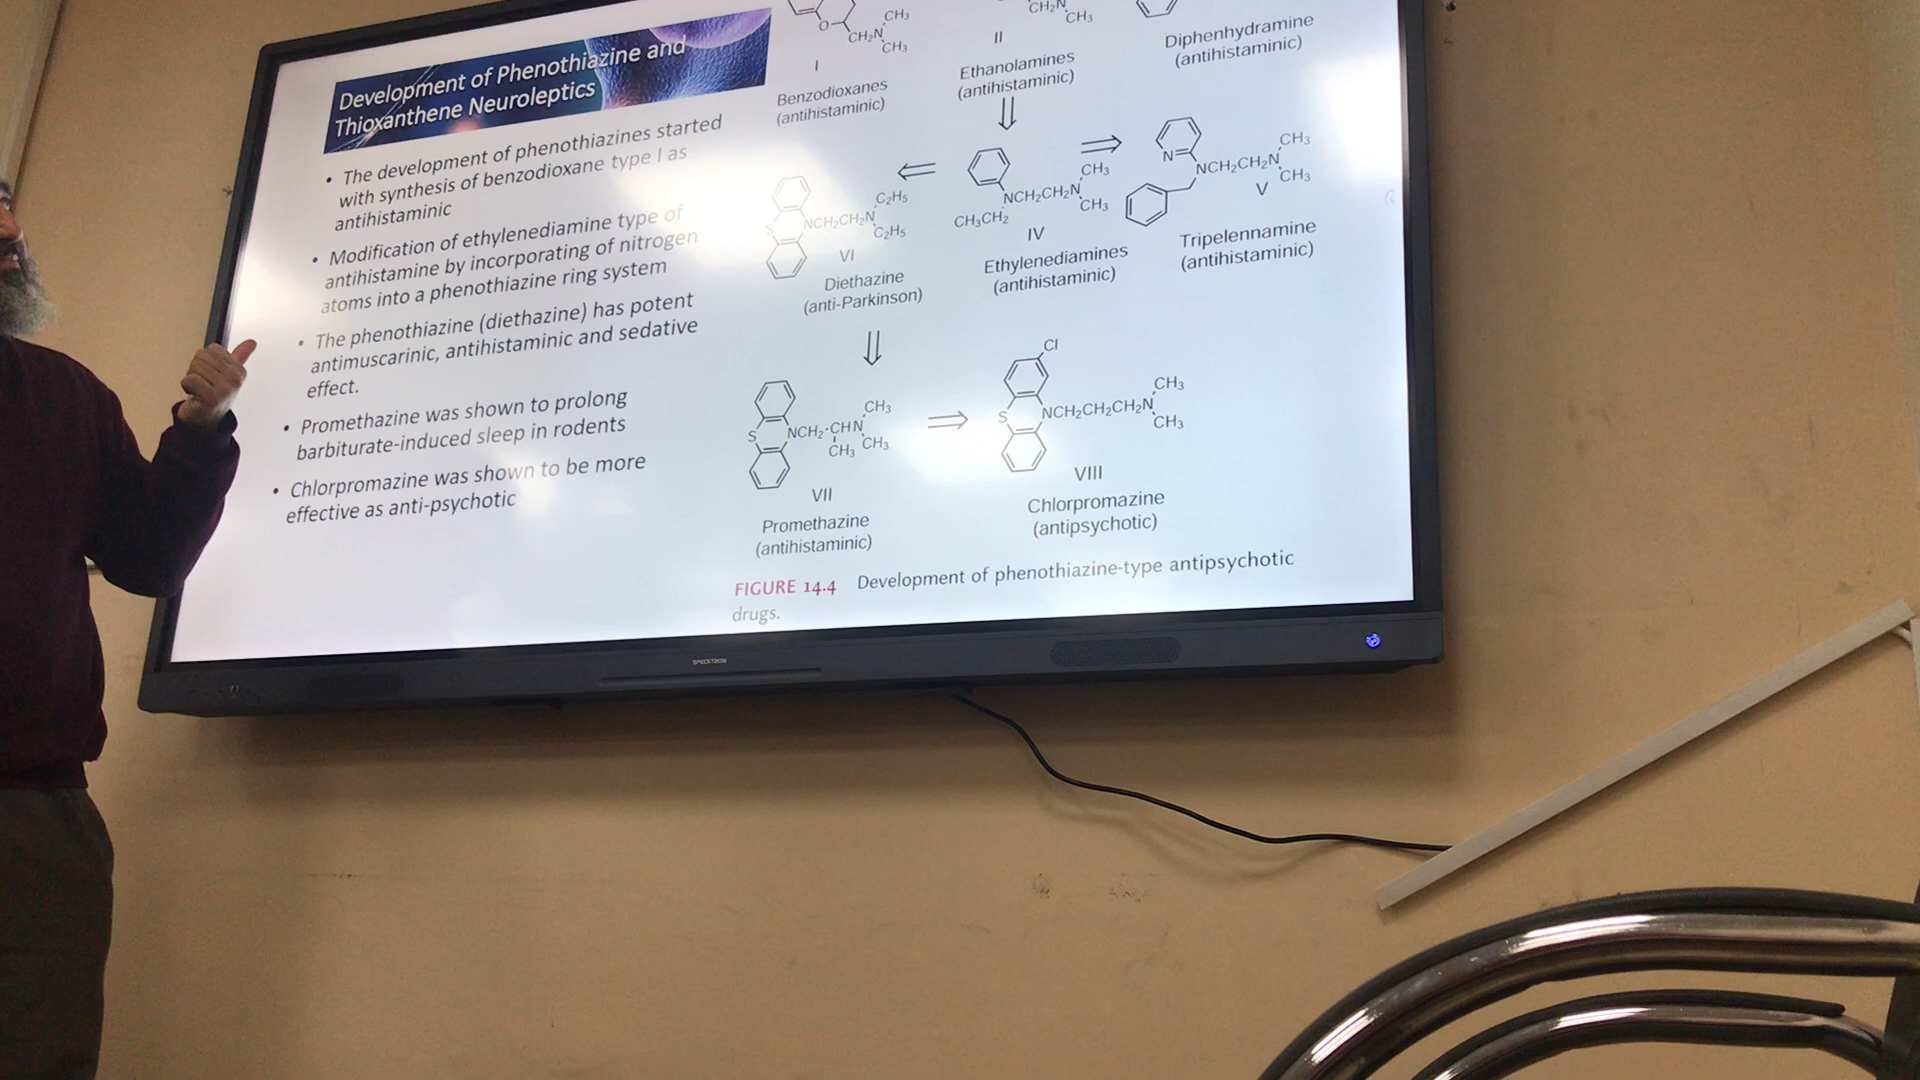 Development of Phenothiazine and
Thioxanthene Neuroleptics
• The development of phenothiazines started
with synthesis of benzodioxane type I as
antihistaminic
• Modification of ethylenediamine type of
antihistamine by incorporating of nitrogen
atoms into a phenothiazine ring system
• The phenothiazine (diethazine) has potent
antimuscarinic, antihistaminic and sedative
effect.
• Promethazine was shown to prolong
barbiturate-induced sleep in rodents
• Chlorpromazine was shown to be more
effective as anti-psychotic
O
CH₂N
CH₃
CH₃
I
Benzodioxanes
(antihistaminic)
CH₂N
CH₃
II
Ethanolamines
(antihistaminic)
Diphenhydramine
(antihistaminic)
S
NCH₂CH₂N
C₂H₅
C₂H₅
VI
Diethazine
(anti-Parkinson)
NCH₂CH₂N
CH₃
CH₃
CH₃CH₂
IV
Ethylenediamines
(antihistaminic)
N
NCH₂CH₂N
CH₃
CH₃
V
Tripelennamine
(antihistaminic)
S
NCH₂·CHN
CH₃
CH₃
CH₃
VII
Promethazine
(antihistaminic)
Cl
S
NCH₂CH₂CH₂N
CH₃
CH₃
VIII
Chlorpromazine
(antipsychotic)
FIGURE 14.4 Development of phenothiazine-type antipsychotic
drugs.
SPECKTRON